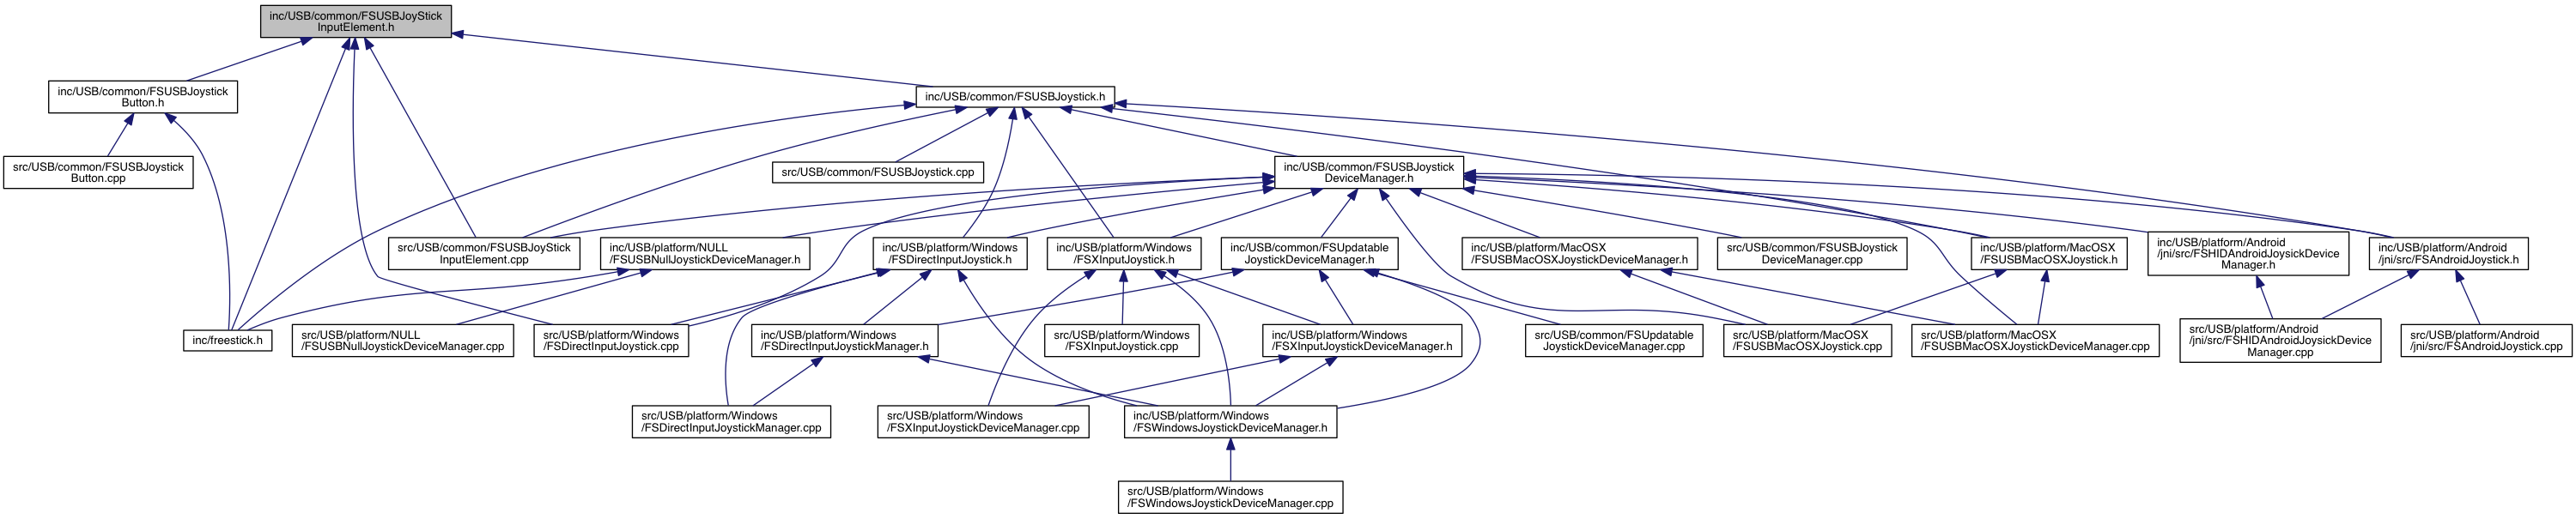 inc/USB/common/FSUSBJoyStick
InputElement.h
inc/USB/common/FSUSBJoystick
Button.h
inc/USB/common/FSUSBJoystick.h
src/USB/common/FSUSBJoystick
Button.cpp
src/USB/common/FSUSBJoystick.cpp
inc/USB/common/FSUSBJoystick
DeviceManager.h
src/USB/common/FSUSBJoyStick
InputElement.cpp
inc/USB/platform/NULL
/FSUSBNullJoystickDeviceManager.h
inc/USB/platform/Windows
/FSDirectInputJoystick.h
inc/USB/platform/Windows
/FSXInputJoystick.h
inc/USB/common/FSUpdatable
JoystickDeviceManager.h
inc/USB/platform/MacOSX
/FSUSBMacOSXJoystickDeviceManager.h
src/USB/common/FSUSBJoystick
DeviceManager.cpp
inc/USB/platform/MacOSX
/FSUSBMacOSXJoystick.h
inc/USB/platform/Android
/jni/src/FSHIDAndroidJoysickDevice
Manager.h
inc/USB/platform/Android
/jni/src/FSAndroidJoystick.h
inc/freestick.h
src/USB/platform/NULL
/FSUSBNullJoystickDeviceManager.cpp
src/USB/platform/Windows
/FSDirectInputJoystick.cpp
inc/USB/platform/Windows
/FSDirectInputJoystickManager.h
src/USB/platform/Windows
/FSXInputJoystick.cpp
inc/USB/platform/Windows
/FSXInputJoystickDeviceManager.h
src/USB/common/FSUpdatable
JoystickDeviceManager.cpp
src/USB/platform/MacOSX
/FSUSBMacOSXJoystick.cpp
src/USB/platform/MacOSX
/FSUSBMacOSXJoystickDeviceManager.cpp
src/USB/platform/Android
/jni/src/FSHIDAndroidJoysickDevice
Manager.cpp
src/USB/platform/Android
/jni/src/FSAndroidJoystick.cpp
src/USB/platform/Windows
/FSDirectInputJoystickManager.cpp
src/USB/platform/Windows
/FSXInputJoystickDeviceManager.cpp
inc/USB/platform/Windows
/FSWindowsJoystickDeviceManager.h
src/USB/platform/Windows
/FSWindowsJoystickDeviceManager.cpp